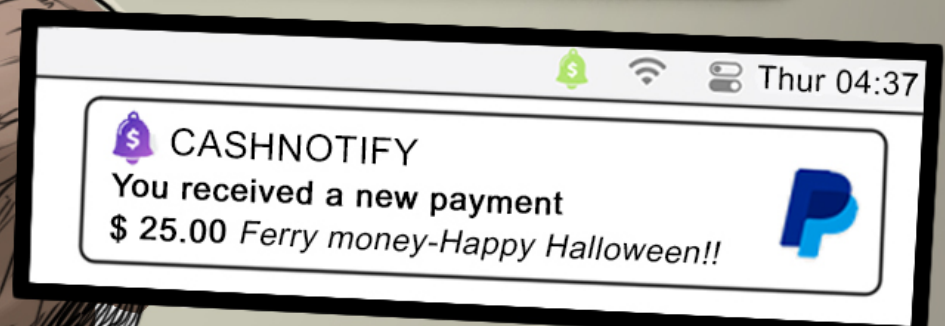 Thur 04:37
CASHNOTIFY
You received a new payment
$ 25.00 Ferry money-Happy Halloween!!